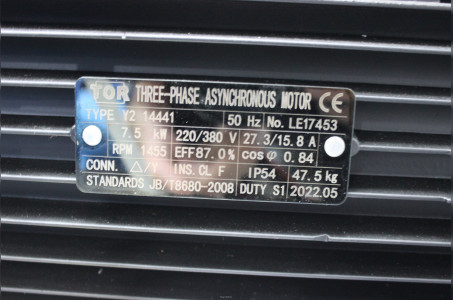 TOR THREE-PHASE ASYNCHRONOUS MOTOR CE
TYPE Y2 14441 50 Hz No. LE17453
7.5 kW 220/380 V 27.3/15.8 A
RPM 1455 EFF87.0% cosφ 0.84
CONN. △/Y INS.CL F IP54 47.5kg
STANDARDS JB/T8680-2008 DUTY S1 2022.05